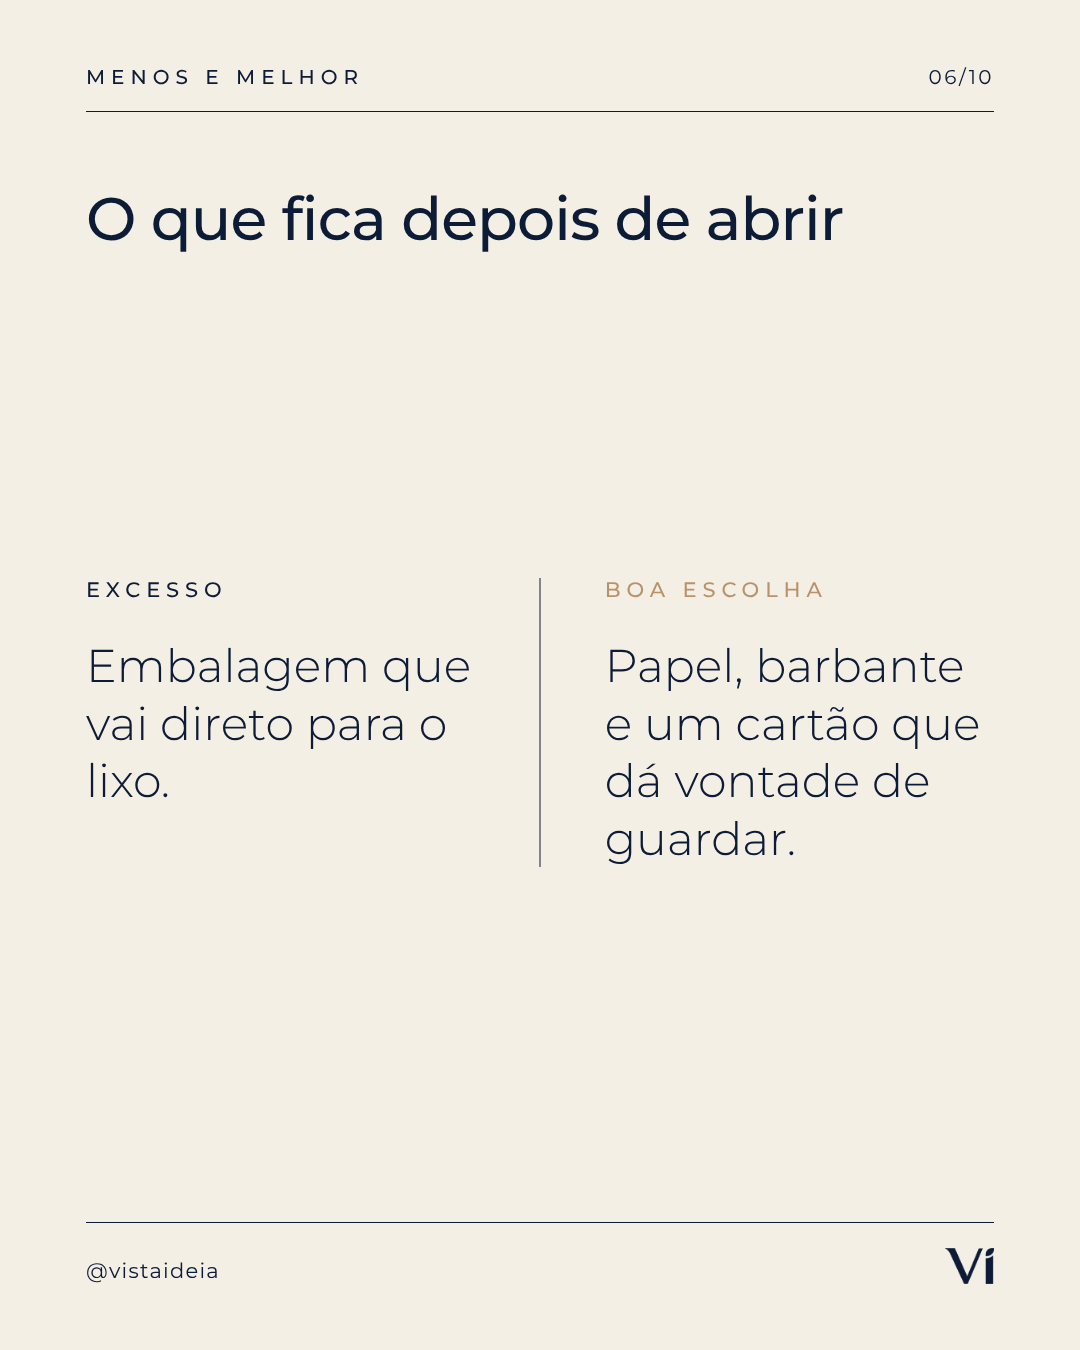 MENOS E MELHOR
06/10
O que fica depois de abrir
EXCESSO
Embalagem que
vai direto para o
lixo.
BOA ESCOLHA
Papel, barbante
e um cartão que
dá vontade de
guardar.
@vistaideia
Ví